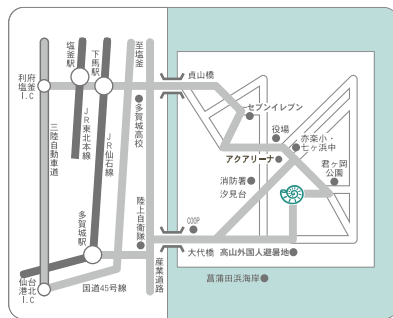 塩釜駅
下馬駅
至塩釜
利府
塩釜
I.C
貞山橋
セブンイレブン
多賀城高校
役場
赤楽小・
七ヶ浜中
アクアリーナ
君ヶ岡
公園
JR東北本線
JR仙石線
三陸自動車道
消防署
汐見台
多賀城駅
陸上自衛隊
COOP
大代橋
高山外国人避暑地
産業道路
仙台
港北
I.C
国道45号線
菖蒲田浜海岸